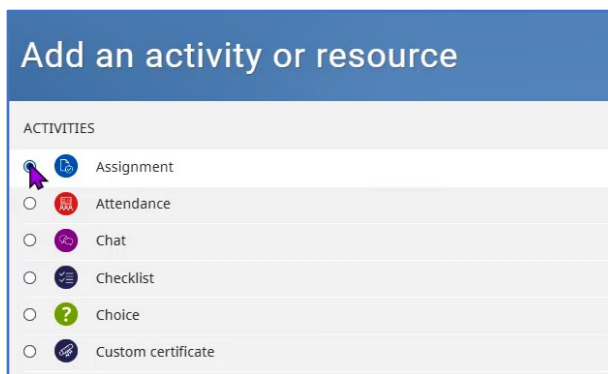 Add an activity or resource
ACTIVITIES
Assignment
Attendance
Chat
Checklist
Choice
Custom certificate